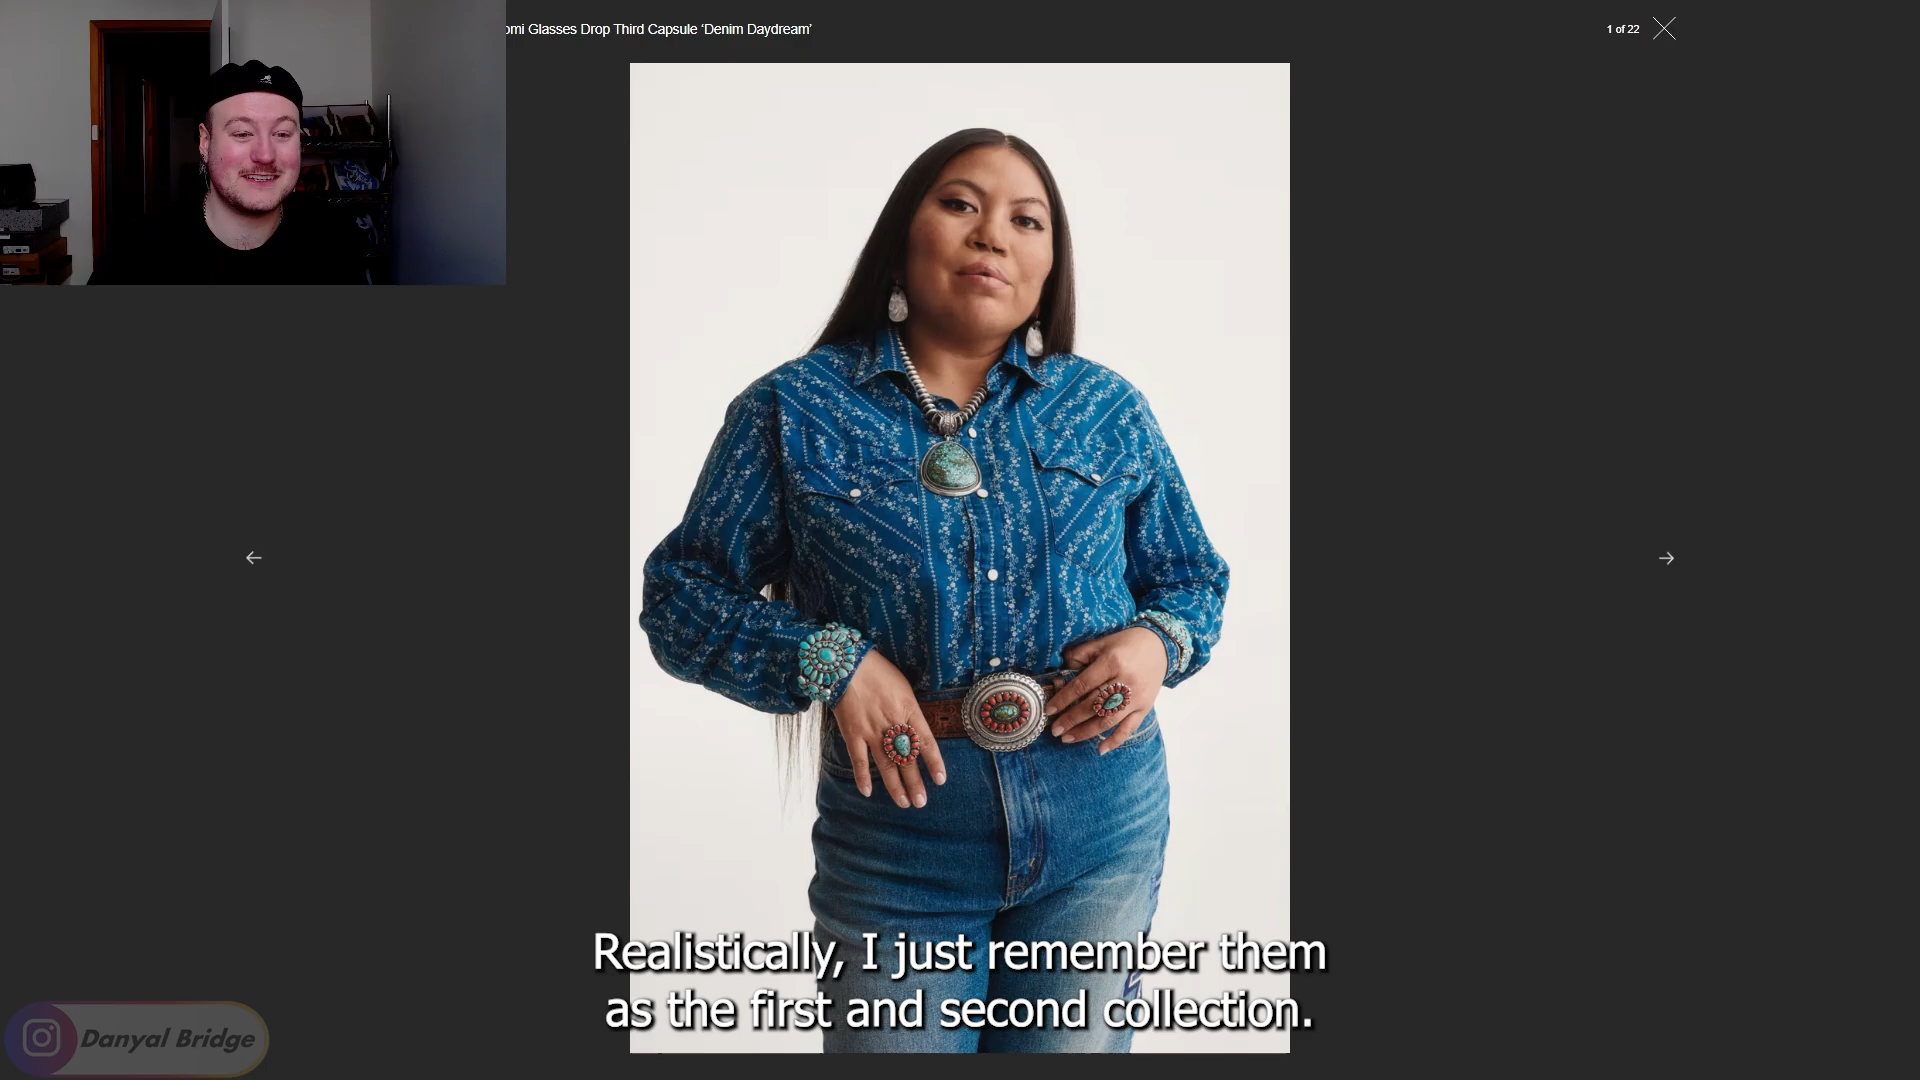 omi Glasses Drop Third Capsule ‘Denim Daydream’
1 of 22
Realistically, I just remember them
as the first and second collection.
Danyal Bridge